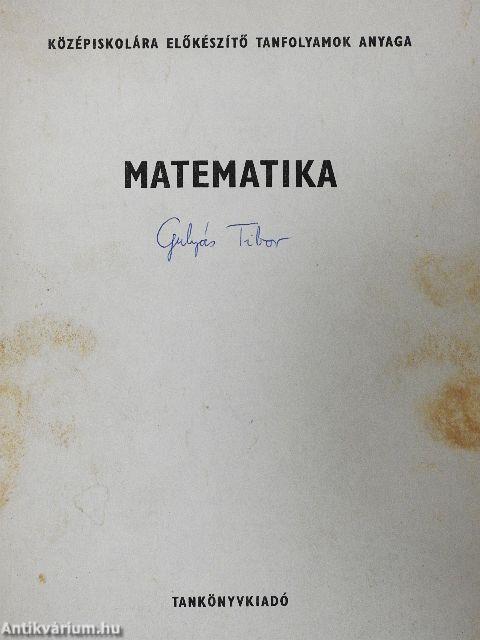 KÖZÉPISKOLÁRA ELŐKÉSZÍTŐ TANFOLYAMOK ANYAGA
MATEMATIKA
Gulyás Tibor
TANKÖNYVKIADÓ
Antikvárium.hu